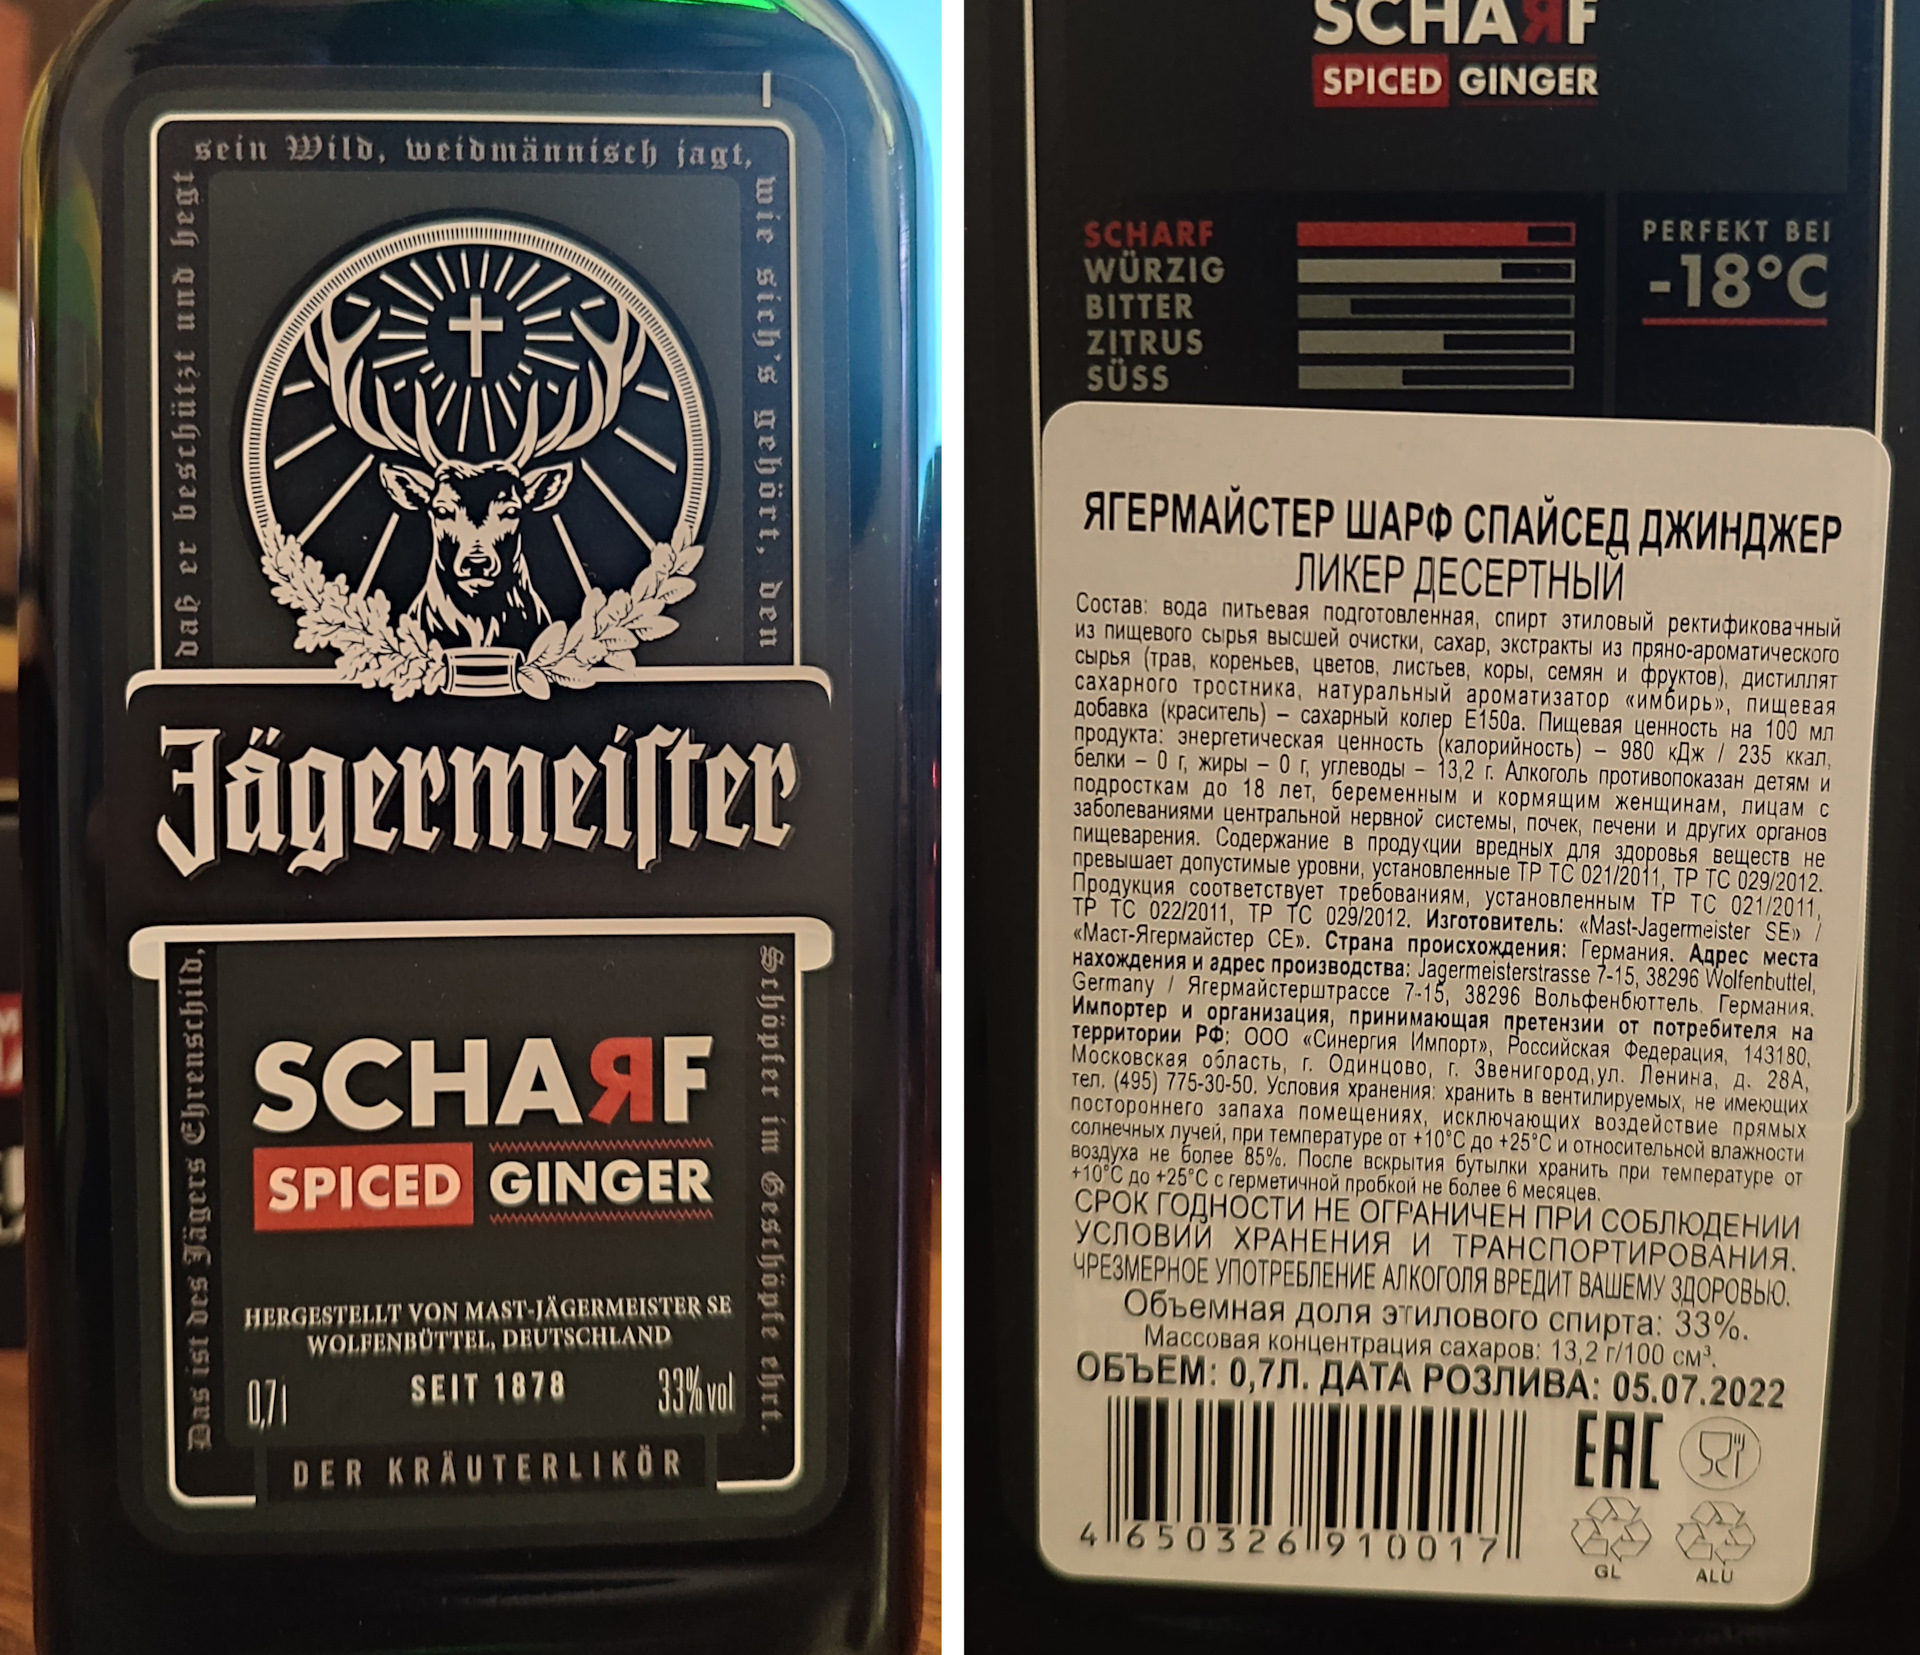 sein Wild, weidmännisch jagt,
daß er beschützt und hegt
wie sich's gehört, den
Jägermeiſter
Das ist des Jägers Ehrenschild,
Schöpfer im Geschöpfe ehrt.
SCHAЯF
SPICED GINGER
HERGESTELLT VON MAST-JÄGERMEISTER SE
WOLFENBÜTTEL, DEUTSCHLAND
SEIT 1878
0,7l
33% vol
DER KRÄUTERLIKÖR
SCHAЯF
SPICED GINGER
SCHARF
WÜRZIG
BITTER
ZITRUS
SÜSS
PERFEKT BEI
-18°C
ЯГЕРМАЙСТЕР ШАРФ СПАЙСЕД ДЖИНДЖЕР
ЛИКЕР ДЕСЕРТНЫЙ
Состав: вода питьевая подготовленная, спирт этиловый ректификованный
из пищевого сырья высшей очистки, сахар, экстракты из пряно-ароматического
сырья (трав, кореньев, цветов, листьев, коры, семян и фруктов), дистиллят
сахарного тростника, натуральный ароматизатор «имбирь», пищевая
добавка (краситель) – сахарный колер Е150а. Пищевая ценность на 100 мл
продукта: энергетическая ценность (калорийность) – 980 кДж / 235 ккал,
белки – 0 г, жиры – 0 г, углеводы – 13,2 г. Алкоголь противопоказан детям и
подросткам до 18 лет, беременным и кормящим женщинам, лицам с
заболеваниями центральной нервной системы, почек, печени и других органов
пищеварения. Содержание в продукции вредных для здоровья веществ не
превышает допустимые уровни, установленные ТР ТС 021/2011, ТР ТС 029/2012.
Продукция соответствует требованиям, установленным ТР ТС 021/2011,
ТР ТС 022/2011, ТР ТС 029/2012. Изготовитель: «Mast-Jagermeister SE» /
«Маст-Ягермайстер СЕ». Страна происхождения: Германия. Адрес места
нахождения и адрес производства: Jagermeisterstrasse 7-15, 38296 Wolfenbuttel,
Germany / Ягермайстерштрассе 7-15, 38296 Вольфенбюттель. Германия.
Импортер и организация, принимающая претензии от потребителя на
территории РФ: ООО «Синергия Импорт», Российская Федерация, 143180,
Московская область, г. Одинцово, г. Звенигород,ул. Ленина, д. 28А,
тел. (495) 775-30-50. Условия хранения: хранить в вентилируемых, не имеющих
постороннего запаха помещениях, исключающих воздействие прямых
солнечных лучей, при температуре от +10°С до +25°С и относительной влажности
воздуха не более 85%. После вскрытия бутылки хранить при температуре от
+10°С до +25°С с герметичной пробкой не более 6 месяцев.
СРОК ГОДНОСТИ НЕ ОГРАНИЧЕН ПРИ СОБЛЮДЕНИИ
УСЛОВИЙ ХРАНЕНИЯ И ТРАНСПОРТИРОВАНИЯ.
ЧРЕЗМЕРНОЕ УПОТРЕБЛЕНИЕ АЛКОГОЛЯ ВРЕДИТ ВАШЕМУ ЗДОРОВЬЮ.
Объемная доля этилового спирта: 33%.
Массовая концентрация сахаров: 13,2 г/100 см³.
ОБЪЕМ: 0,7Л. ДАТА РОЗЛИВА: 05.07.2022
EAC
4 650326 910017
GL
ALU